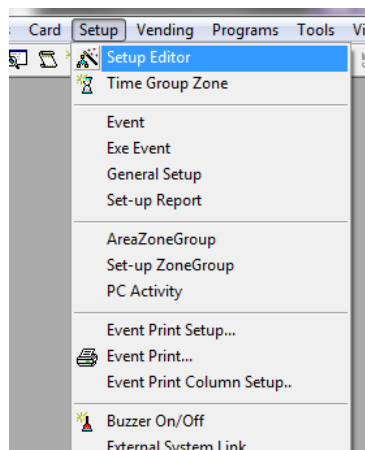 Card Setup Vending Programs Tools
Setup Editor
Time Group Zone
Event
Exe Event
General Setup
Set-up Report
AreaZoneGroup
Set-up ZoneGroup
PC Activity
Event Print Setup...
Event Print...
Event Print Column Setup..
Buzzer On/Off
External System Link